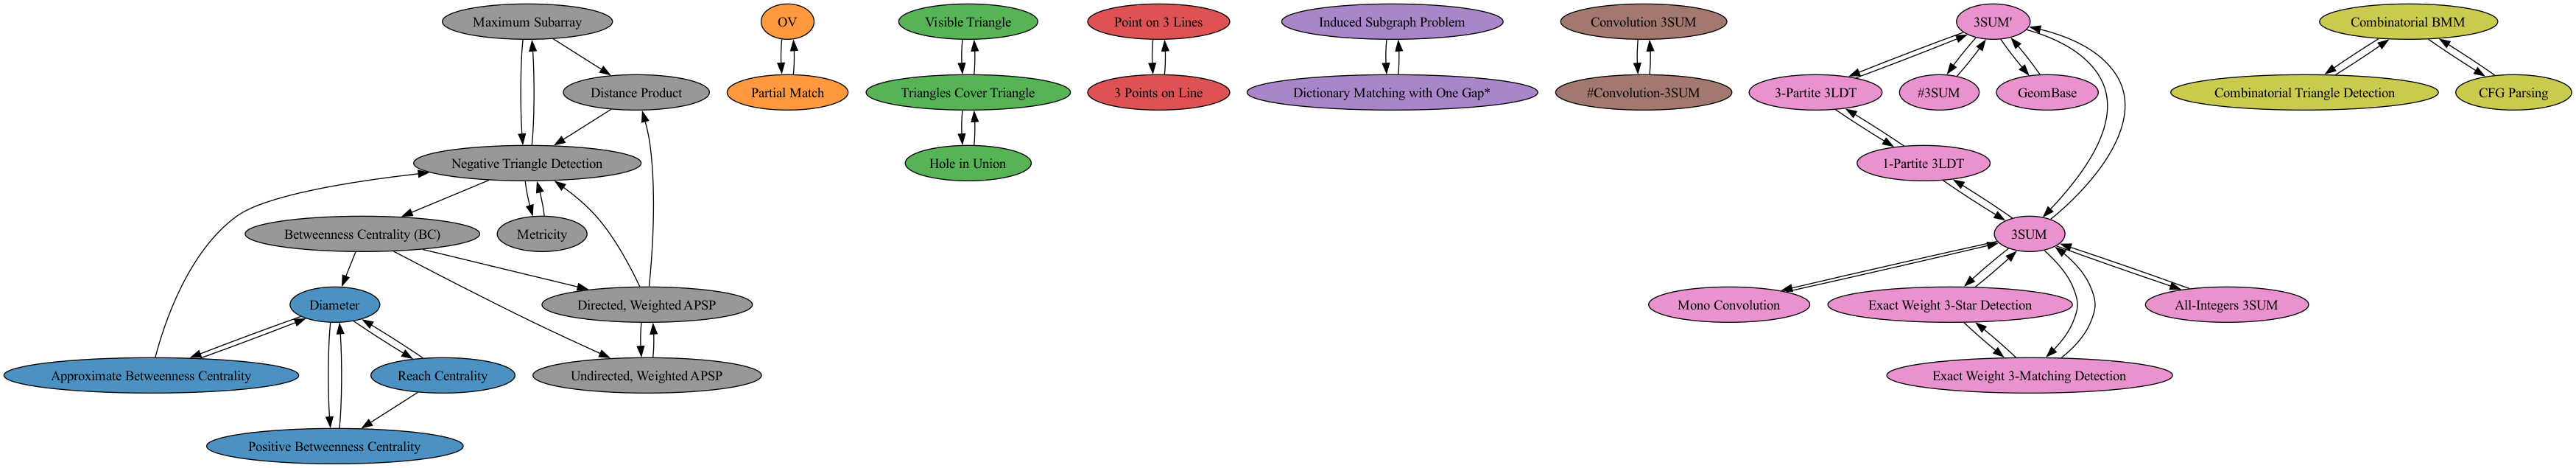 Maximum Subarray
OV
Visible Triangle
Point on 3 Lines
Induced Subgraph Problem
Convolution 3SUM
3SUM'
Combinatorial BMM
Distance Product
Partial Match
Triangles Cover Triangle
3 Points on Line
Dictionary Matching with One Gap*
#Convolution-3SUM
3-Partite 3LDT
#3SUM
GeomBase
Combinatorial Triangle Detection
CFG Parsing
Negative Triangle Detection
Hole in Union
1-Partite 3LDT
Betweenness Centrality (BC)
Metricity
3SUM
Diameter
Directed, Weighted APSP
Mono Convolution
Exact Weight 3-Star Detection
All-Integers 3SUM
Approximate Betweenness Centrality
Reach Centrality
Undirected, Weighted APSP
Exact Weight 3-Matching Detection
Positive Betweenness Centrality